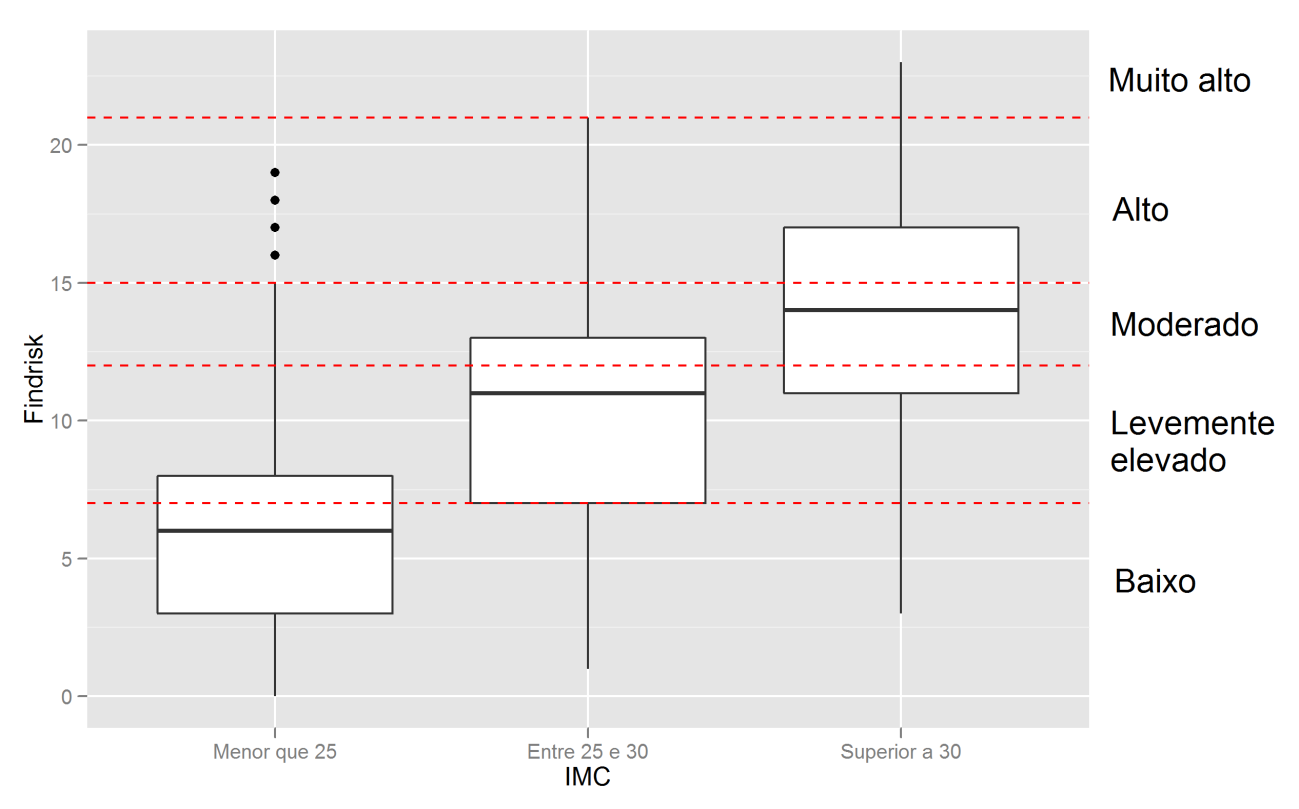 Muito alto
20
Alto
15
Moderado
Findrisk
10
Levemente
elevado
5
Baixo
0
Menor que 25
Entre 25 e 30
Superior a 30
IMC